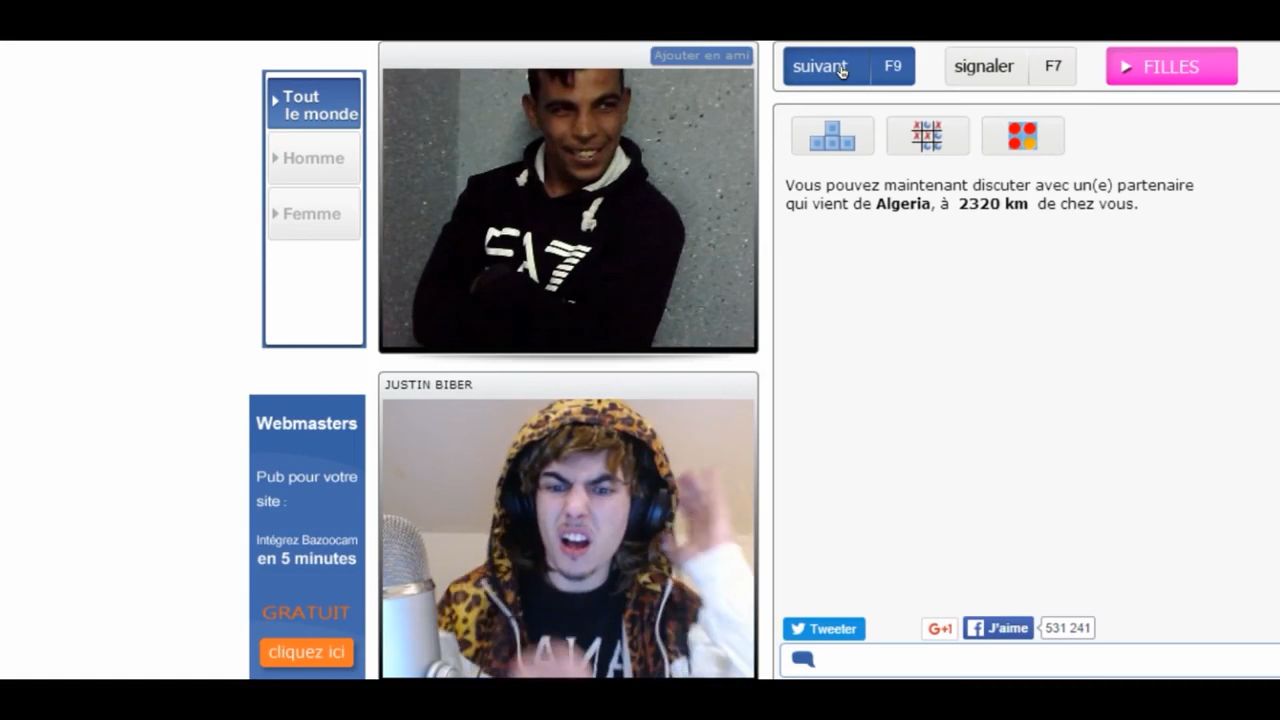 Ajouter en ami
suivant F9
signaler F7
FILLES
Tout
le monde
Homme
Femme
Vous pouvez maintenant discuter avec un(e) partenaire
qui vient de Algeria, à 2320 km de chez vous.
JUSTIN BIBER
Webmasters
Pub pour votre
site :
Intégrez Bazoocam
en 5 minutes
GRATUIT
cliquez ici
Tweeter
G+1
J'aime
531 241